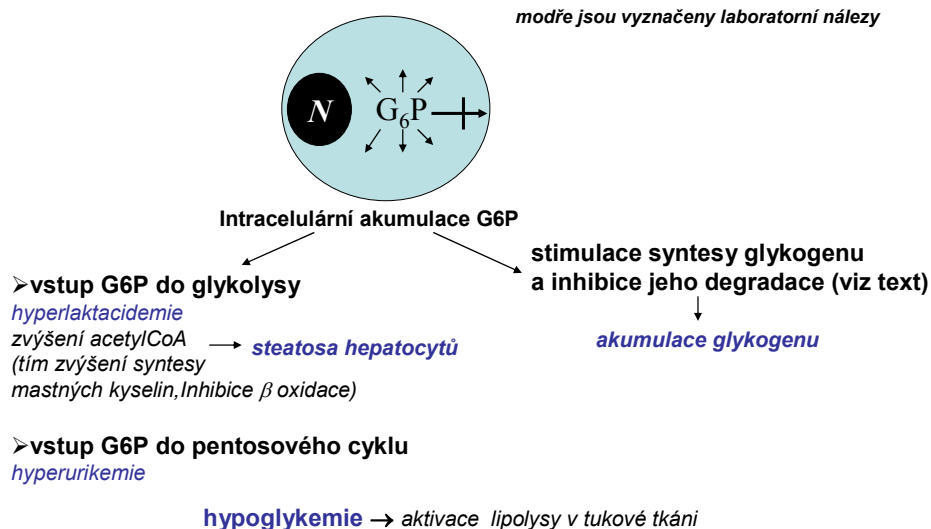 modře jsou vyznačeny laboratorní nálezy
N
G6P
Intracelulární akumulace G6P
➢vstup G6P do glykolysy
hyperlaktacidemie
zvýšení acetylCoA
(tím zvýšení syntesy
mastných kyselin,Inhibice β oxidace)
→ steatosa hepatocytů
stimulace syntesy glykogenu
a inhibice jeho degradace (viz text)
akumulace glykogenu
➢vstup G6P do pentosového cyklu
hyperurikemie
hypoglykemie → aktivace lipolysy v tukové tkáni